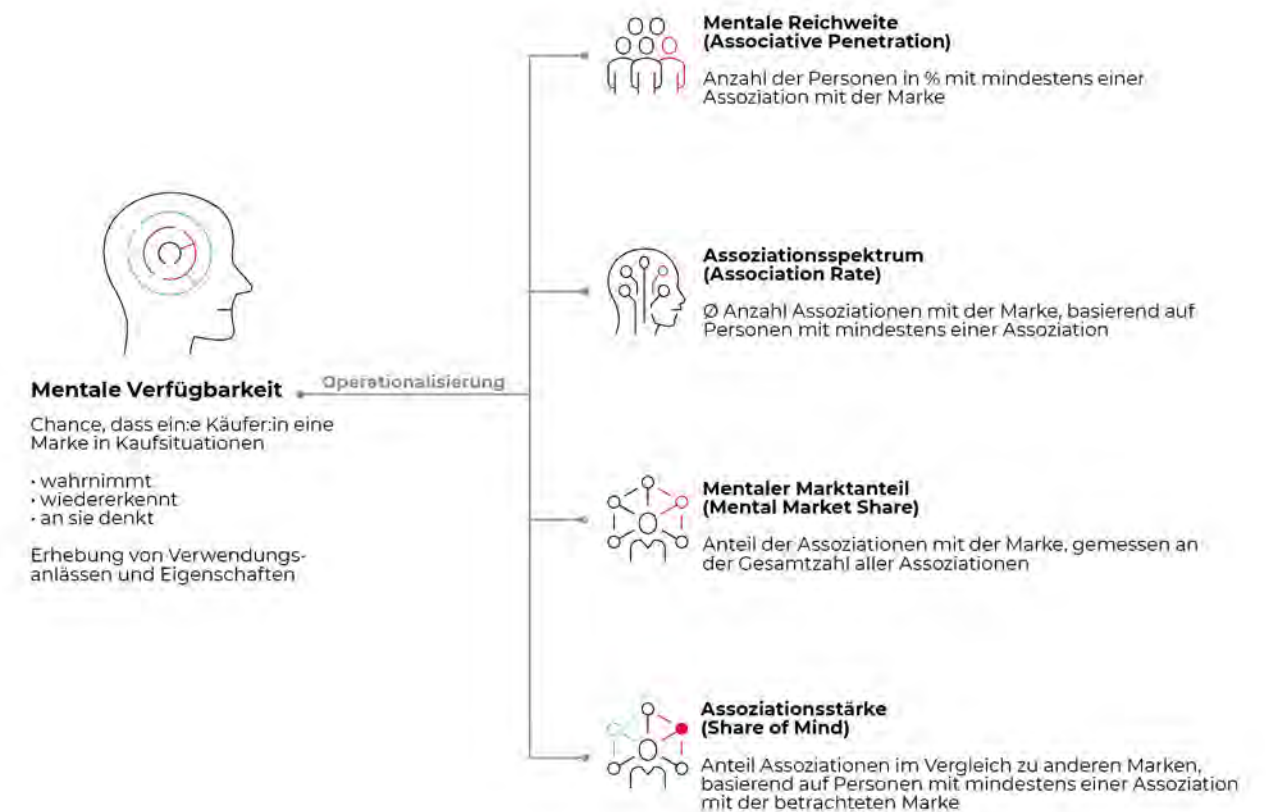 Mentale Reichweite
(Associative Penetration)
Anzahl der Personen in % mit mindestens einer
Assoziation mit der Marke
Assoziationsspektrum
(Association Rate)
Ø Anzahl Assoziationen mit der Marke, basierend auf
Personen mit mindestens einer Assoziation
Mentale Verfügbarkeit
Operationalisierung
Chance, dass ein:e Käufer:in eine
Marke in Kaufsituationen
• wahrnimmt
• wiedererkennt
• an sie denkt
Erhebung von Verwendungs-
anlässen und Eigenschaften
Mentaler Marktanteil
(Mental Market Share)
Anteil der Assoziationen mit der Marke, gemessen an
der Gesamtzahl aller Assoziationen
Assoziationsstärke
(Share of Mind)
Anteil Assoziationen im Vergleich zu anderen Marken,
basierend auf Personen mit mindestens einer Assoziation
mit der betrachteten Marke